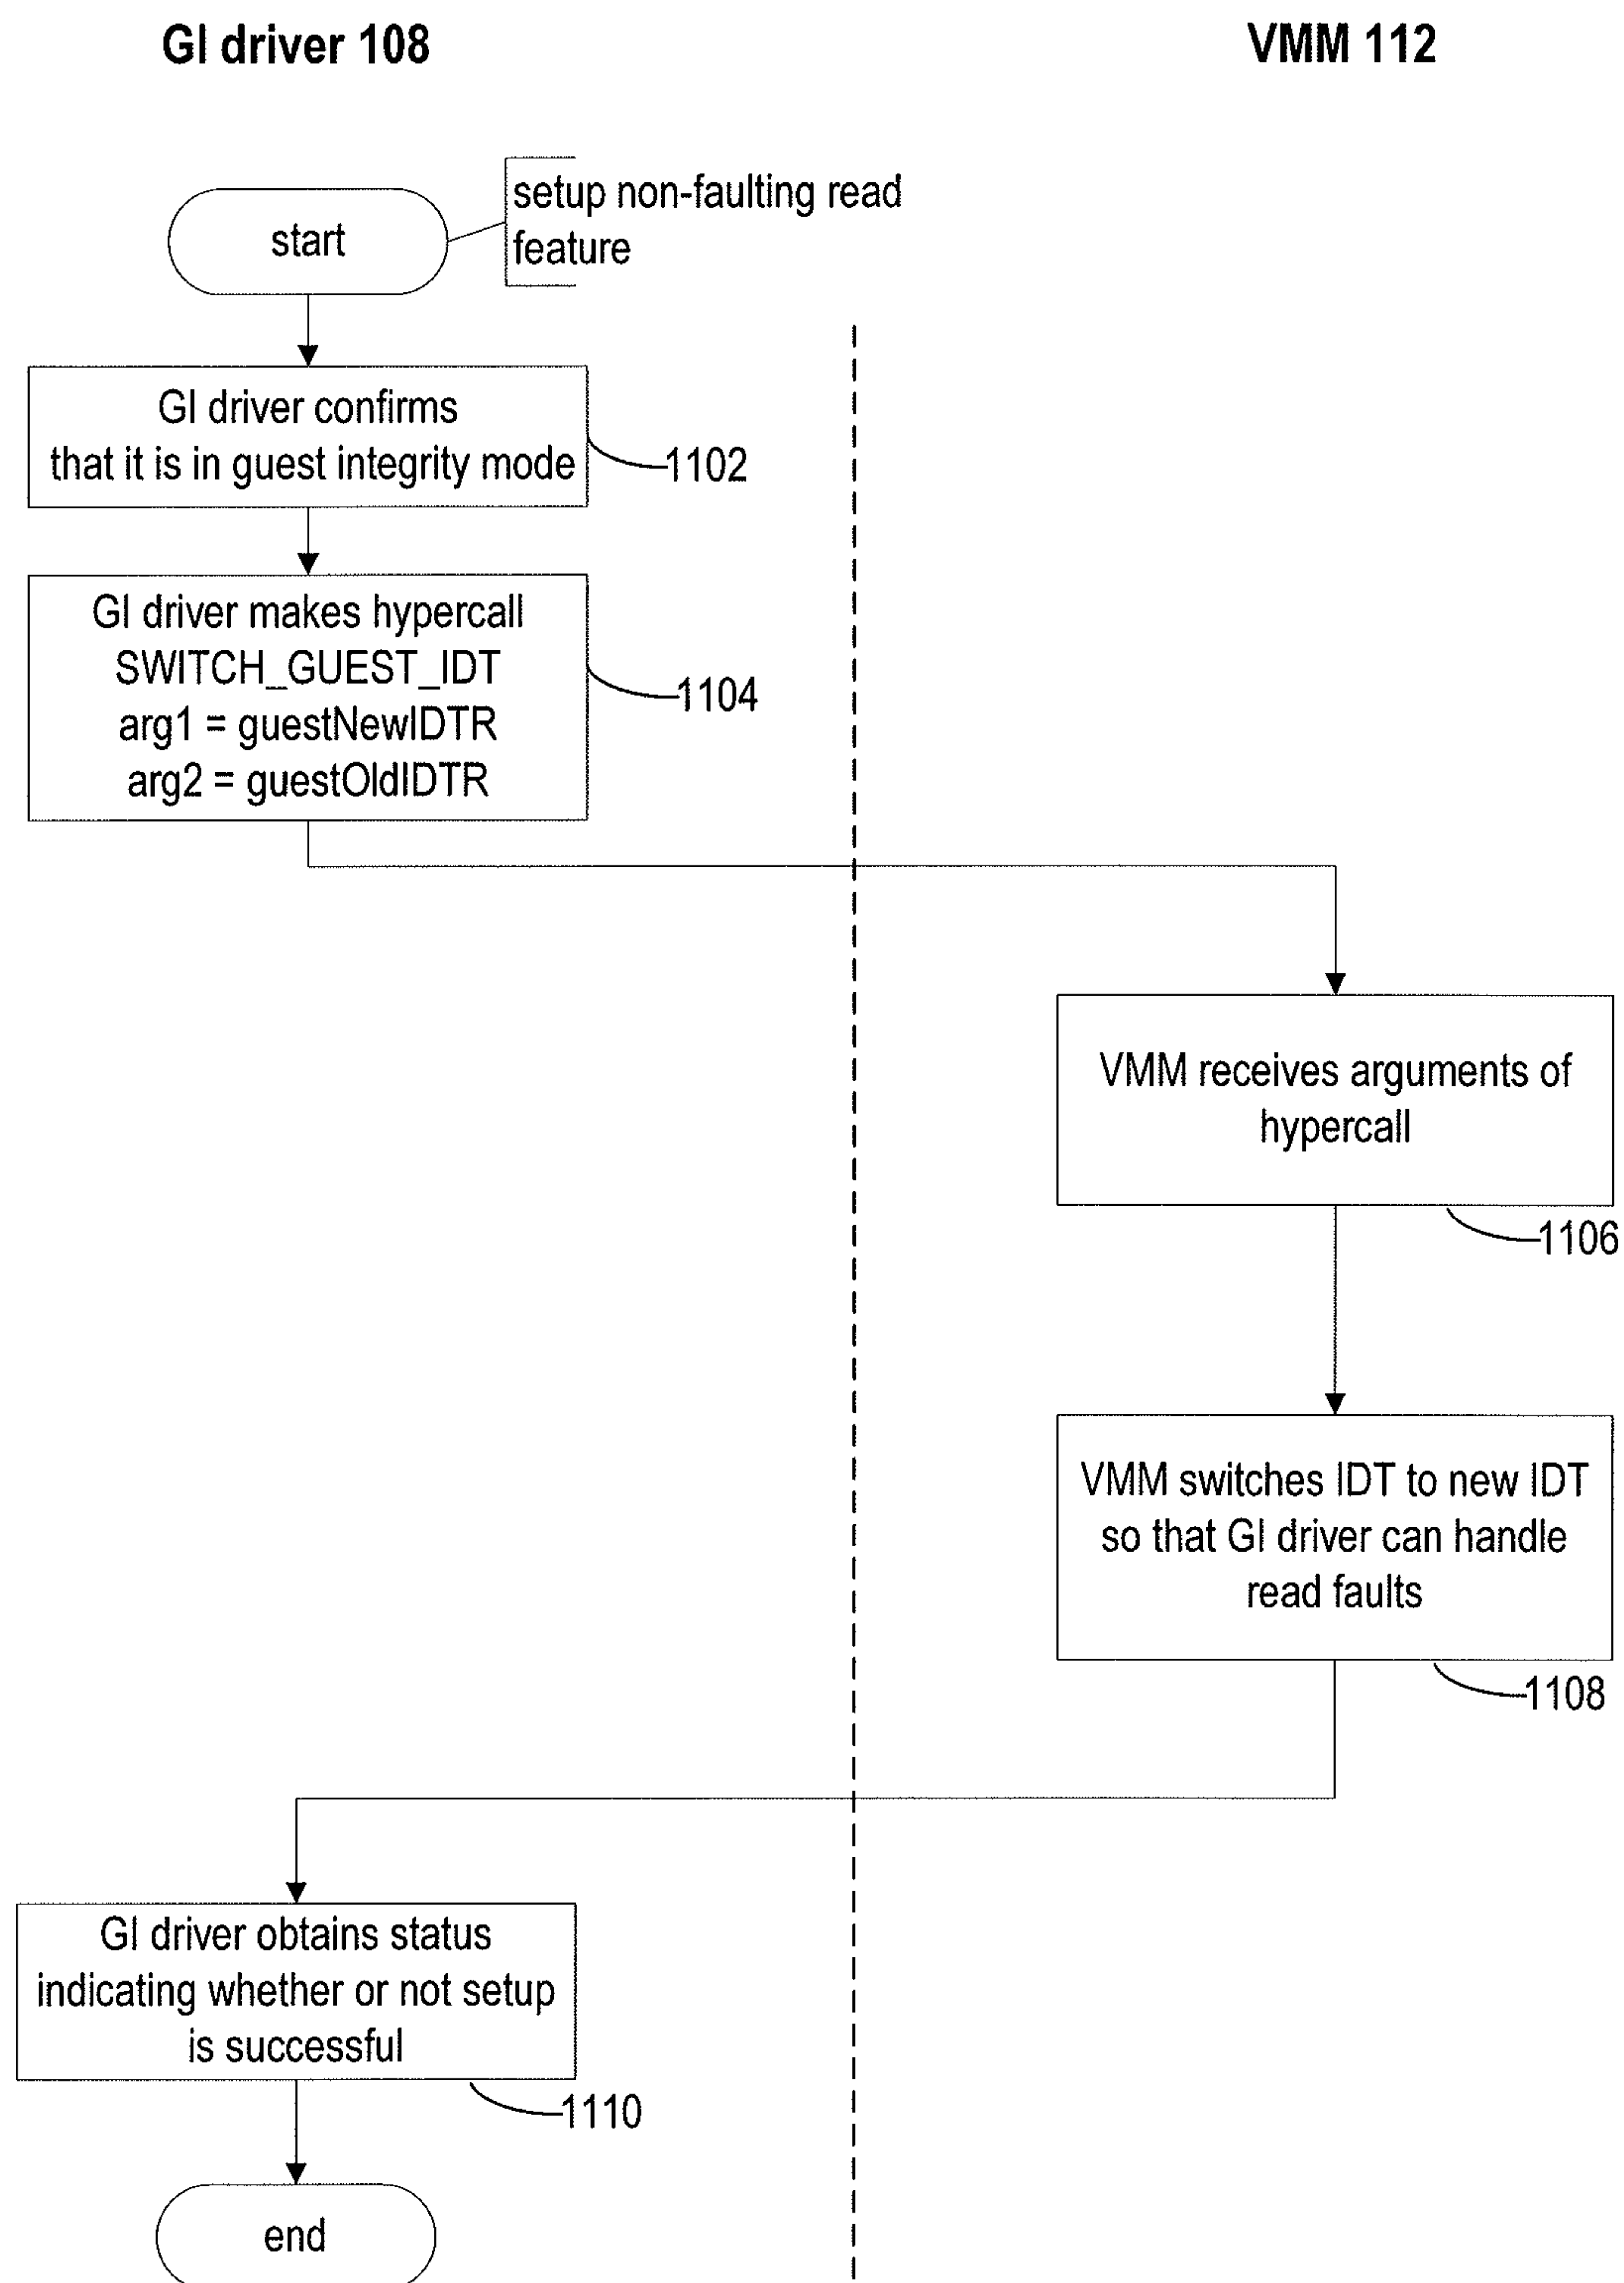 GI driver 108
VMM 112
start
setup non-faulting read
feature
GI driver confirms
that it is in guest integrity mode
1102
GI driver makes hypercall
SWITCH_GUEST_IDT
arg1 = guestNewIDTR
arg2 = guestOldIDTR
1104
VMM receives arguments of
hypercall
1106
VMM switches IDT to new IDT
so that GI driver can handle
read faults
1108
GI driver obtains status
indicating whether or not setup
is successful
1110
end